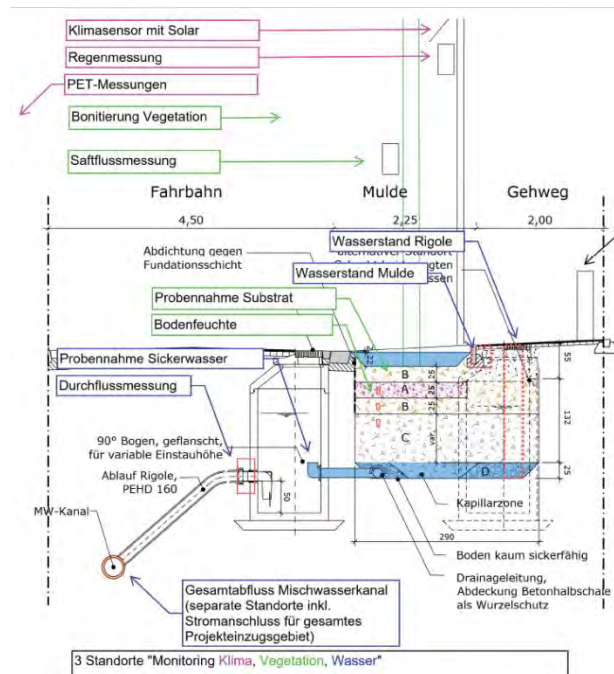 Klimasensor mit Solar
Regenmessung
PET-Messungen
Bonitierung Vegetation
Saftflussmessung
Fahrbahn Mulde Gehweg
4,50 2,25 2,00
Wasserstand Rigole
Abdichtung gegen
Fundationsschicht
alternativer Standort
Wasserstand Mulde
Probennahme Substrat
Bodenfeuchte
Probennahme Sickerwasser
Durchflussmessung
B
A
B
C
D
25
25
25
var.
55
132
25
90° Bogen, geflanscht,
für variable Einstauhöhe
Ablauf Rigole,
PEHD 160
50
MW-Kanal
Kapillarzone
290
Boden kaum sickerfähig
Drainageleitung,
Abdeckung Betonhalbschale
als Wurzelschutz
Gesamtabfluss Mischwasserkanal
(separate Standorte inkl.
Stromanschluss für gesamtes
Projekteinzugsgebiet)
3 Standorte "Monitoring Klima, Vegetation, Wasser"